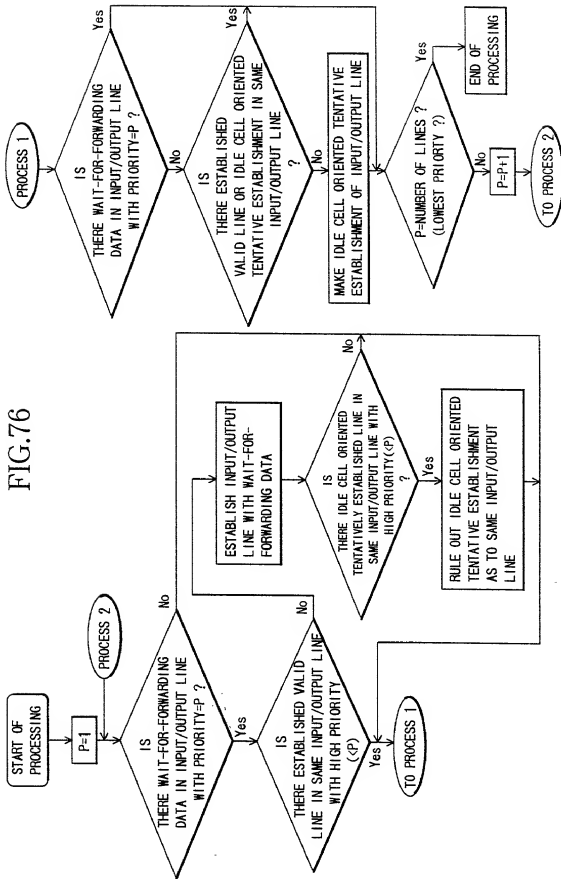 FIG.76
START OF
PROCESSING
P=1
PROCESS 2
IS
THERE WAIT-FOR-FORWARDING
DATA IN INPUT/OUTPUT LINE
WITH PRIORITY=P ?
No
Yes
IS
THERE ESTABLISHED VALID
LINE IN SAME INPUT/OUTPUT LINE
WITH HIGH PRIORITY
(<P)
No
Yes
TO PROCESS 1
ESTABLISH INPUT/OUTPUT
LINE WITH WAIT-FOR-
FORWARDING DATA
IS
THERE IDLE CELL ORIENTED
TENTATIVELY ESTABLISHED LINE IN
SAME INPUT/OUTPUT LINE WITH
HIGH PRIORITY(<P)
?
No
Yes
RULE OUT IDLE CELL ORIENTED
TENTATIVE ESTABLISHMENT
AS TO SAME INPUT/OUTPUT
LINE
PROCESS 1
IS
THERE WAIT-FOR-FORWARDING
DATA IN INPUT/OUTPUT LINE
WITH PRIORITY=P ?
Yes
No
IS
THERE ESTABLISHED
VALID LINE OR IDLE CELL ORIENTED
TENTATIVE ESTABLISHMENT IN SAME
INPUT/OUTPUT LINE
?
Yes
No
MAKE IDLE CELL ORIENTED TENTATIVE
ESTABLISHMENT OF INPUT/OUTPUT LINE
P=NUMBER OF LINES ?
(LOWEST PRIORITY ?)
Yes
No
END OF
PROCESSING
P=P+1
TO PROCESS 2